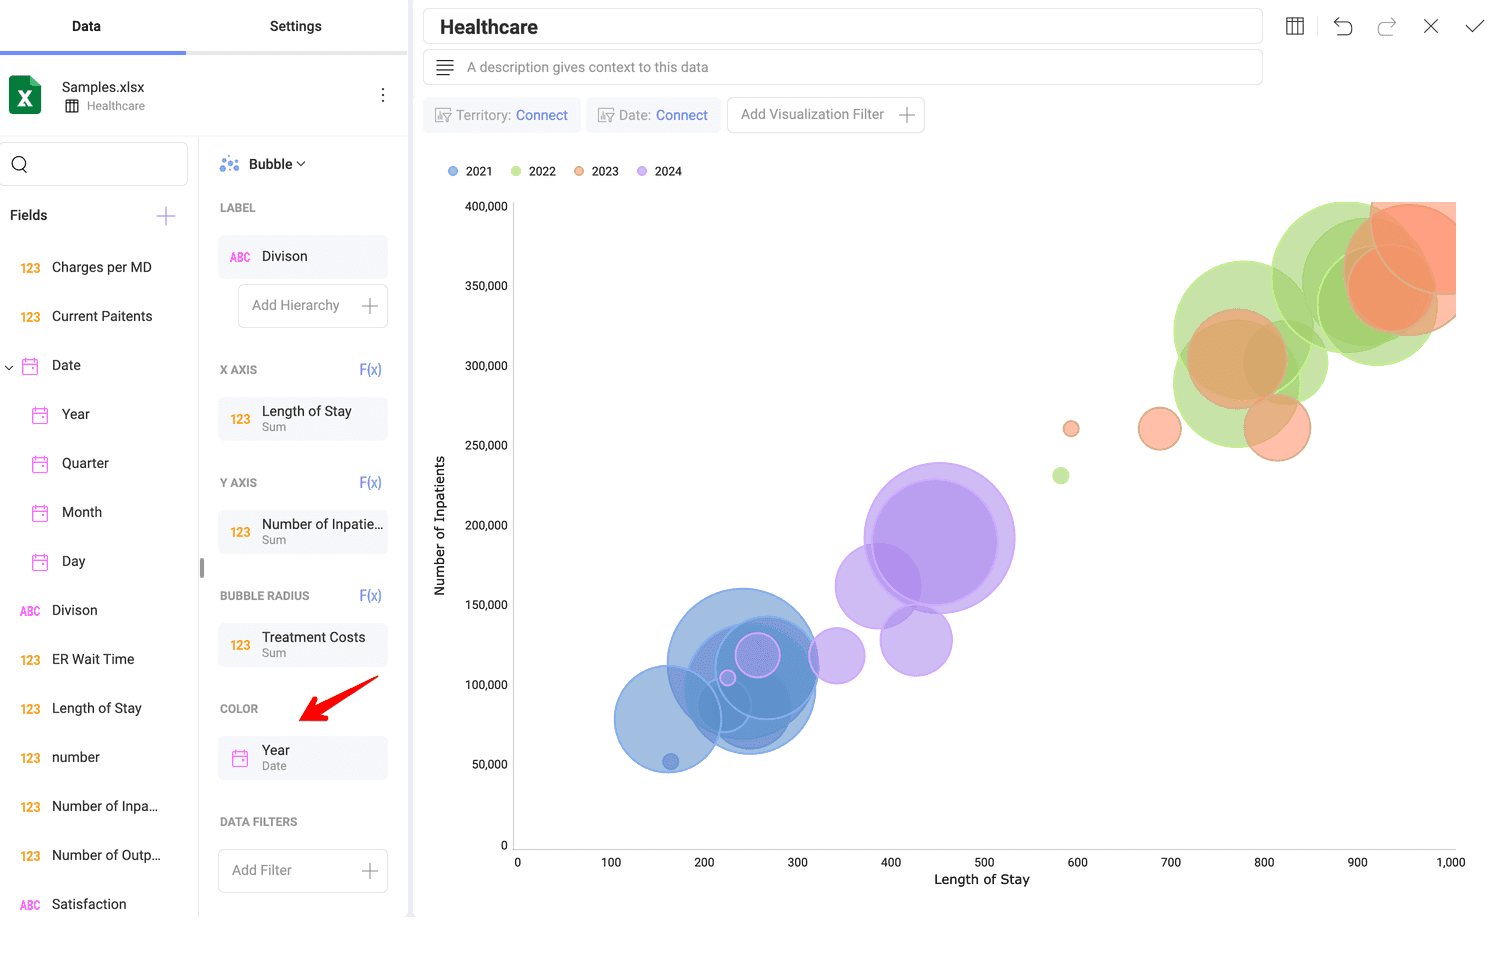 Data
Settings
Samples.xlsx
Healthcare
Fields
123 Charges per MD
123 Current Paitents
Date
Year
Quarter
Month
Day
ABC Divison
123 ER Wait Time
123 Length of Stay
123 number
123 Number of Inpa...
123 Number of Outp...
ABC Satisfaction
Bubble
LABEL
ABC Divison
Add Hierarchy
X AXIS F(x)
123 Length of Stay
Sum
Y AXIS F(x)
123 Number of Inpatie...
Sum
BUBBLE RADIUS F(x)
123 Treatment Costs
Sum
COLOR
Year
Date
DATA FILTERS
Add Filter
Healthcare
A description gives context to this data
Territory: Connect
Date: Connect
Add Visualization Filter
2021 2022 2023 2024
400,000
350,000
300,000
250,000
200,000
150,000
100,000
50,000
0
Number of Inpatients
0 100 200 300 400 500 600 700 800 900 1,000
Length of Stay